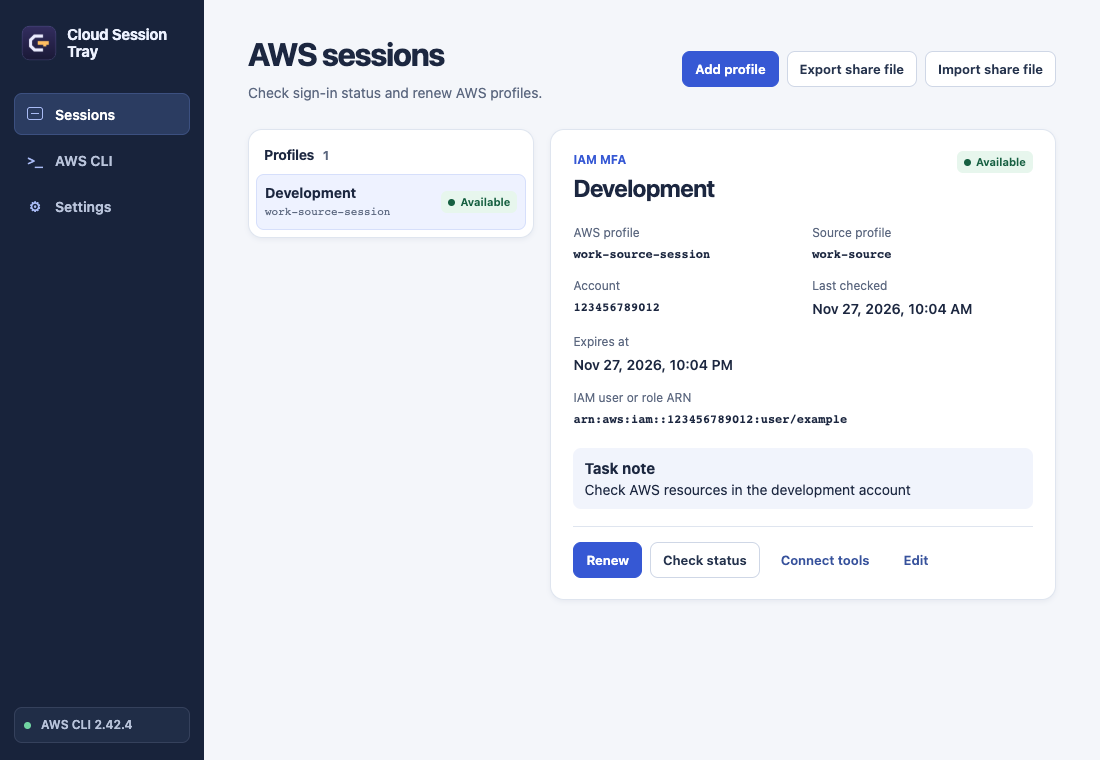 Cloud Session
Tray
Sessions
>_ AWS CLI
Settings
AWS CLI 2.42.4
AWS sessions
Check sign-in status and renew AWS profiles.
Add profile
Export share file
Import share file
Profiles 1
Development
work-source-session
Available
IAM MFA
Available
Development
AWS profile
work-source-session
Source profile
work-source
Account
123456789012
Last checked
Nov 27, 2026, 10:04 AM
Expires at
Nov 27, 2026, 10:04 PM
IAM user or role ARN
arn:aws:iam::123456789012:user/example
Task note
Check AWS resources in the development account
Renew
Check status
Connect tools
Edit